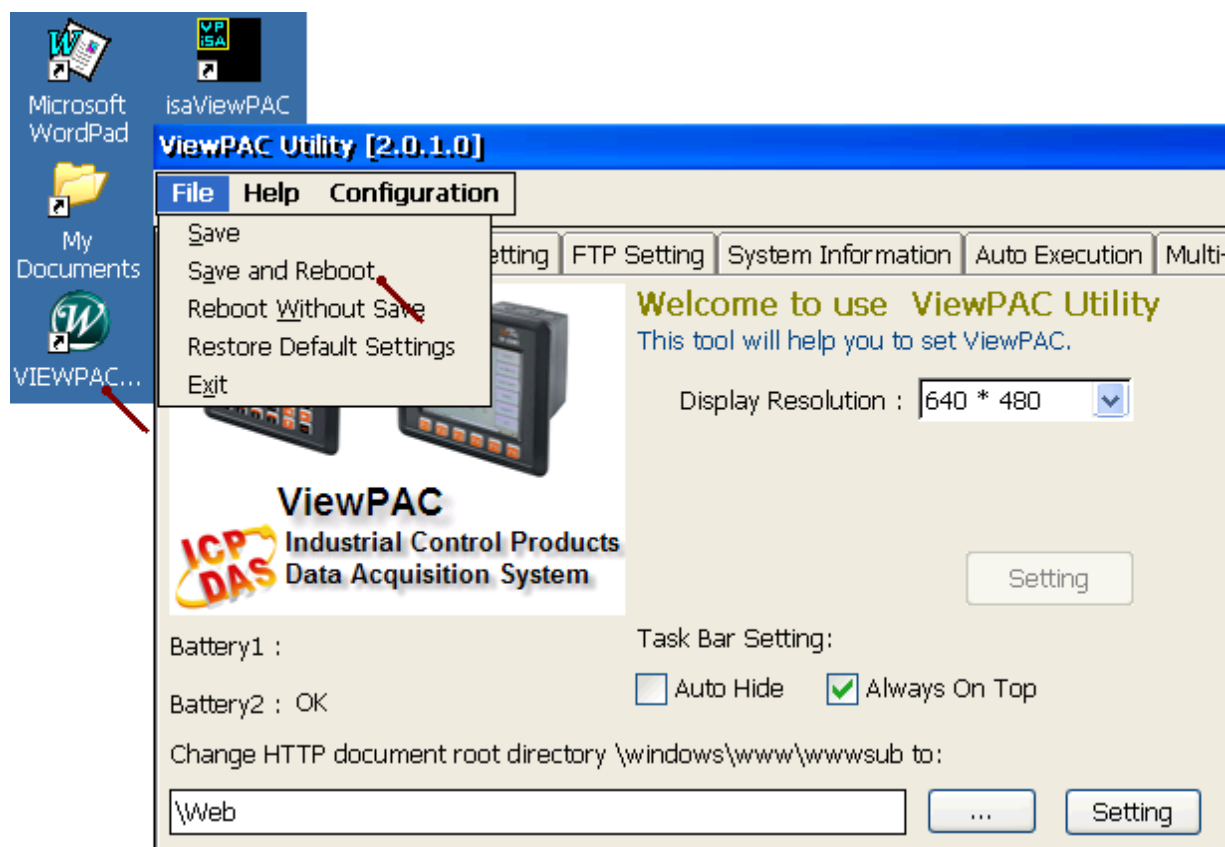 VP
iSA
Microsoft
WordPad
isaViewPAC
My
Documents
VIEWPAC...
ViewPAC Utility [2.0.1.0]
File Help Configuration
Save
Save and Reboot
Reboot Without Save
Restore Default Settings
Exit
etting FTP Setting System Information Auto Execution Multi-
Welcome to use ViewPAC Utility
This tool will help you to set ViewPAC.
Display Resolution : 640 * 480
ViewPAC
ICP DAS
Industrial Control Products
Data Acquisition System
Setting
Battery1 :
Task Bar Setting:
Battery2 : OK
Auto Hide Always On Top
Change HTTP document root directory \windows\www\wwwsub to:
\Web ... Setting